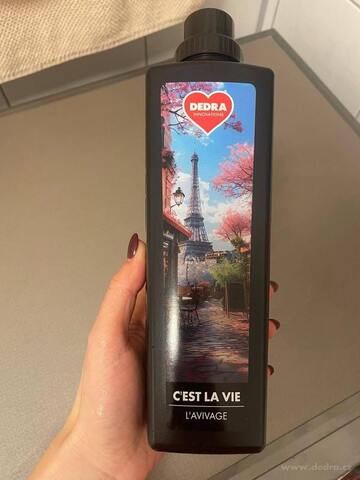 DEDRA
INNOVATIONS
C'EST LA VIE
L'AVIVAGE
www.dedra.cz